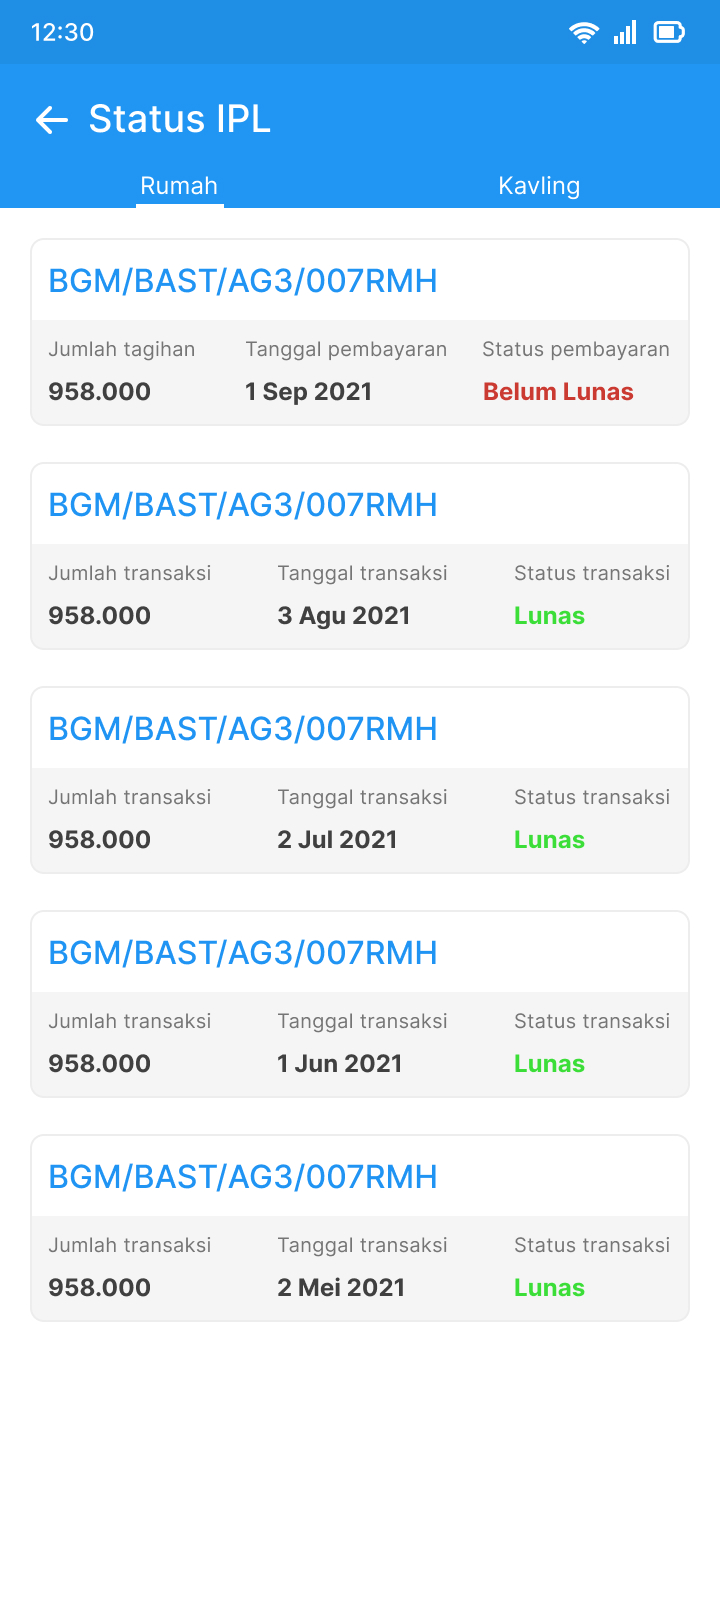 12:30
Status IPL
Rumah Kavling
BGM/BAST/AG3/007RMH
Jumlah tagihan Tanggal pembayaran Status pembayaran
958.000 1 Sep 2021 Belum Lunas
BGM/BAST/AG3/007RMH
Jumlah transaksi Tanggal transaksi Status transaksi
958.000 3 Agu 2021 Lunas
BGM/BAST/AG3/007RMH
Jumlah transaksi Tanggal transaksi Status transaksi
958.000 2 Jul 2021 Lunas
BGM/BAST/AG3/007RMH
Jumlah transaksi Tanggal transaksi Status transaksi
958.000 1 Jun 2021 Lunas
BGM/BAST/AG3/007RMH
Jumlah transaksi Tanggal transaksi Status transaksi
958.000 2 Mei 2021 Lunas